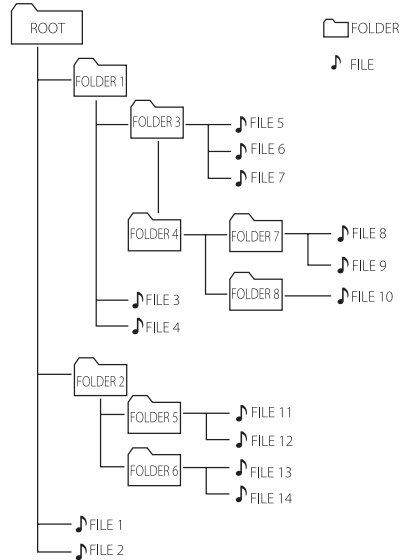 ROOT
FOLDER
FILE
FOLDER 1
FOLDER 3
FILE 5
FILE 6
FILE 7
FOLDER 4
FOLDER 7
FILE 8
FILE 9
FOLDER 8
FILE 10
FILE 3
FILE 4
FOLDER 2
FOLDER 5
FILE 11
FILE 12
FOLDER 6
FILE 13
FILE 14
FILE 1
FILE 2